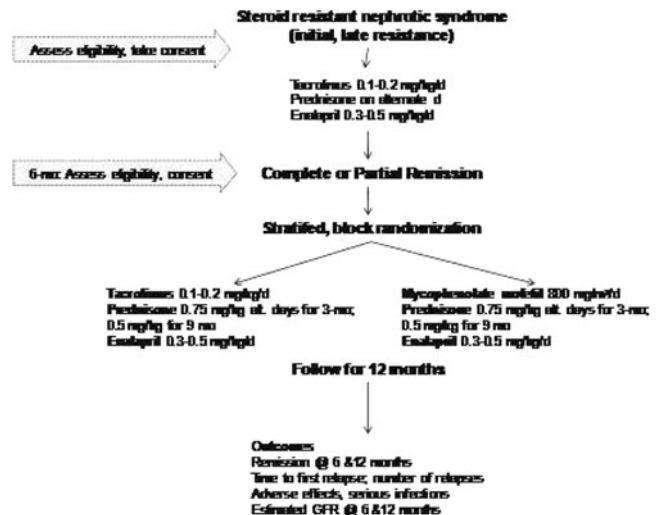 Steroid resistant nephrotic syndrome
(initial, late resistance)
Assess eligibility, take consent
Tacrolimus 0.1-0.2 mg/kg/d
Prednisone on alternate d
Enalapril 0.3-0.5 mg/kg/d
6-mo: Assess eligibility, consent
Complete or Partial Remission
Stratifed, block randomization
Tacrolimus 0.1-0.2 mg/kg/d
Prednisone 0.75 mg/kg alt. days for 3-mo;
0.5 mg/kg for 9 mo
Enalapril 0.3-0.5 mg/kg/d
Mycophenolate mofetil 800 mg/m²/d
Prednisone 0.75 mg/kg alt. days for 3-mo;
0.5 mg/kg for 9 mo
Enalapril 0.3-0.5 mg/kg/d
Follow for 12 months
Outcomes
Remission @ 6 &12 months
Time to first relapse; number of relapses
Adverse effects, serious infections
Estimated GFR @ 6 &12 months